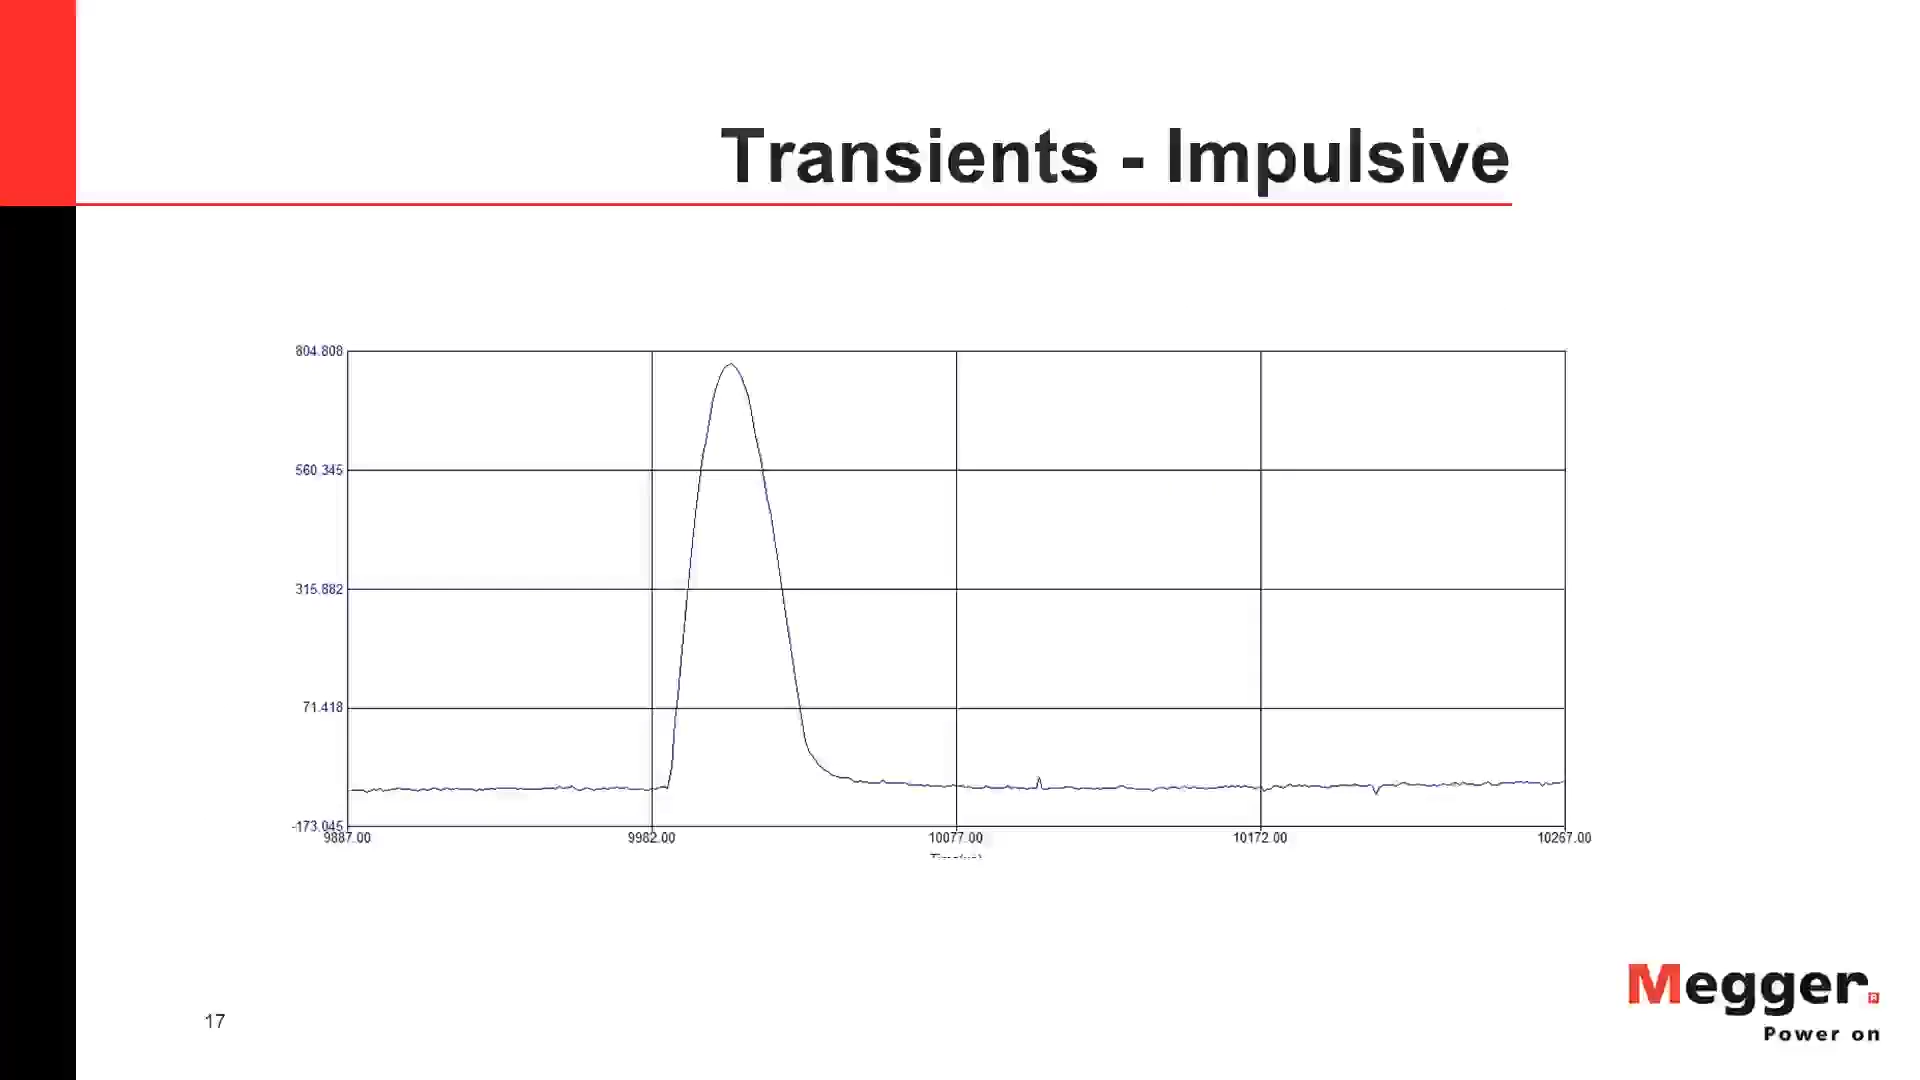 Transients - Impulsive
804.808
560.345
315.882
71.418
-173.045
9887.00 9982.00 10077.00 10172.00 10267.00
17
Megger.
Power on